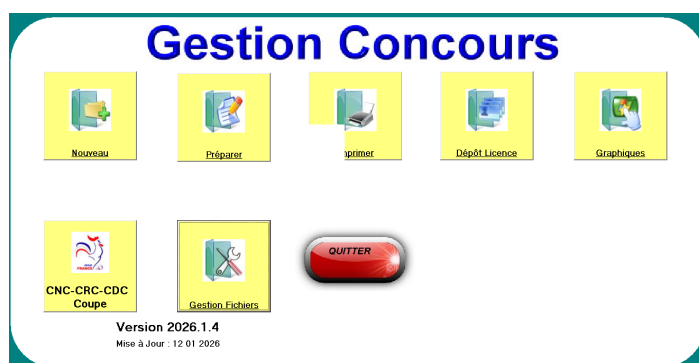 Gestion Concours
Nouveau
Préparer
primer
Dépôt Licence
Graphiques
CNC-CRC-CDC
Coupe
Gestion Fichiers
QUITTER
Version 2026.1.4
Mise à Jour : 12 01 2026